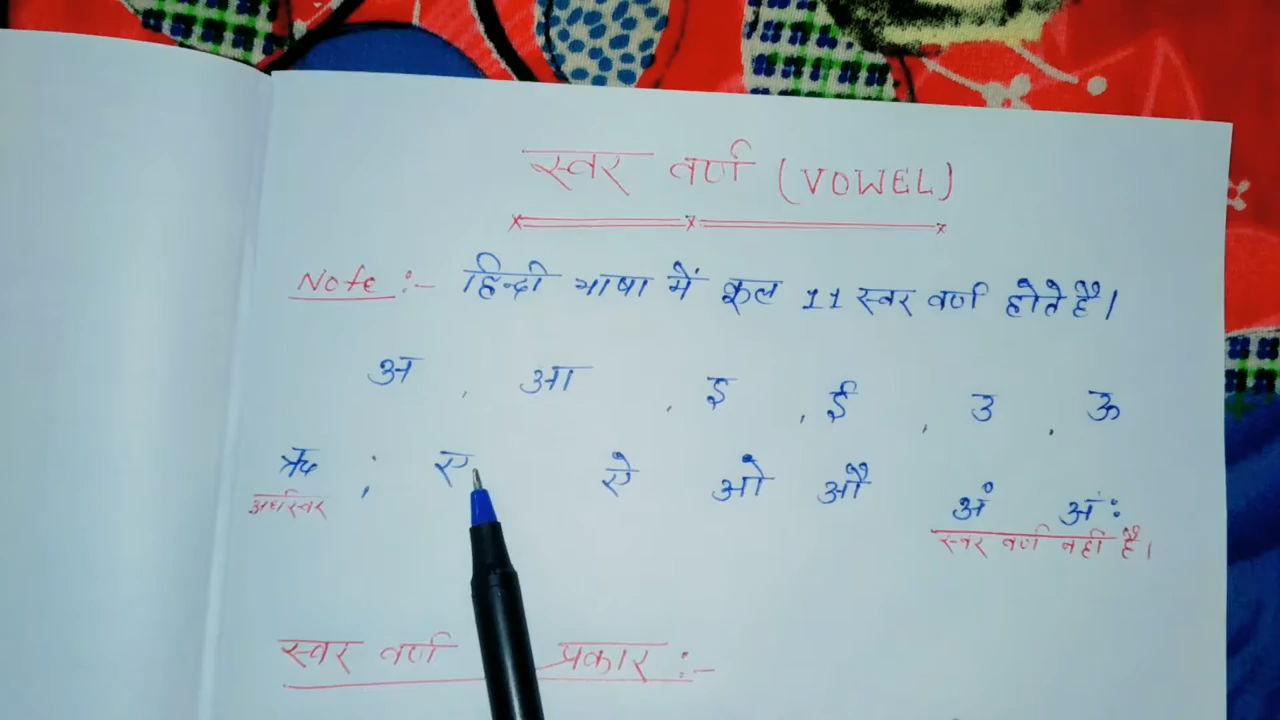 स्वर वर्ण (VOWEL)
Note :- हिन्दी भाषा में कुल 11 स्वर वर्ण होते है।
अ , आ , इ , ई , उ . ऊ
ऋ ; ए ऐ ओ औ अं अः
अर्धस्वर स्वर वर्ण नहीं है।
स्वर वर्ण प्रकार :-